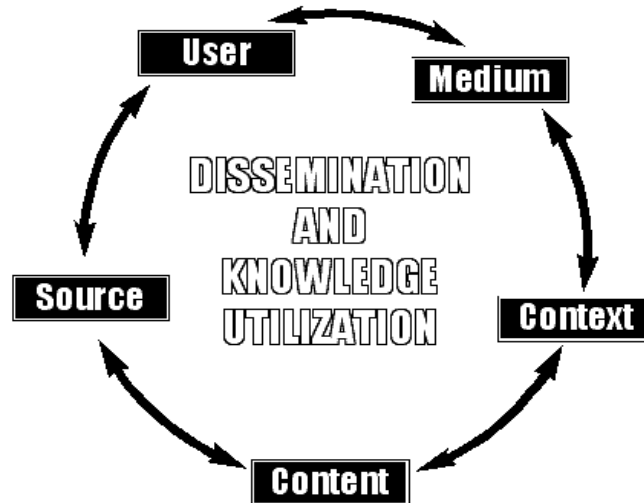 User
Medium
DISSEMINATION
AND
KNOWLEDGE
UTILIZATION
Source
Context
Content